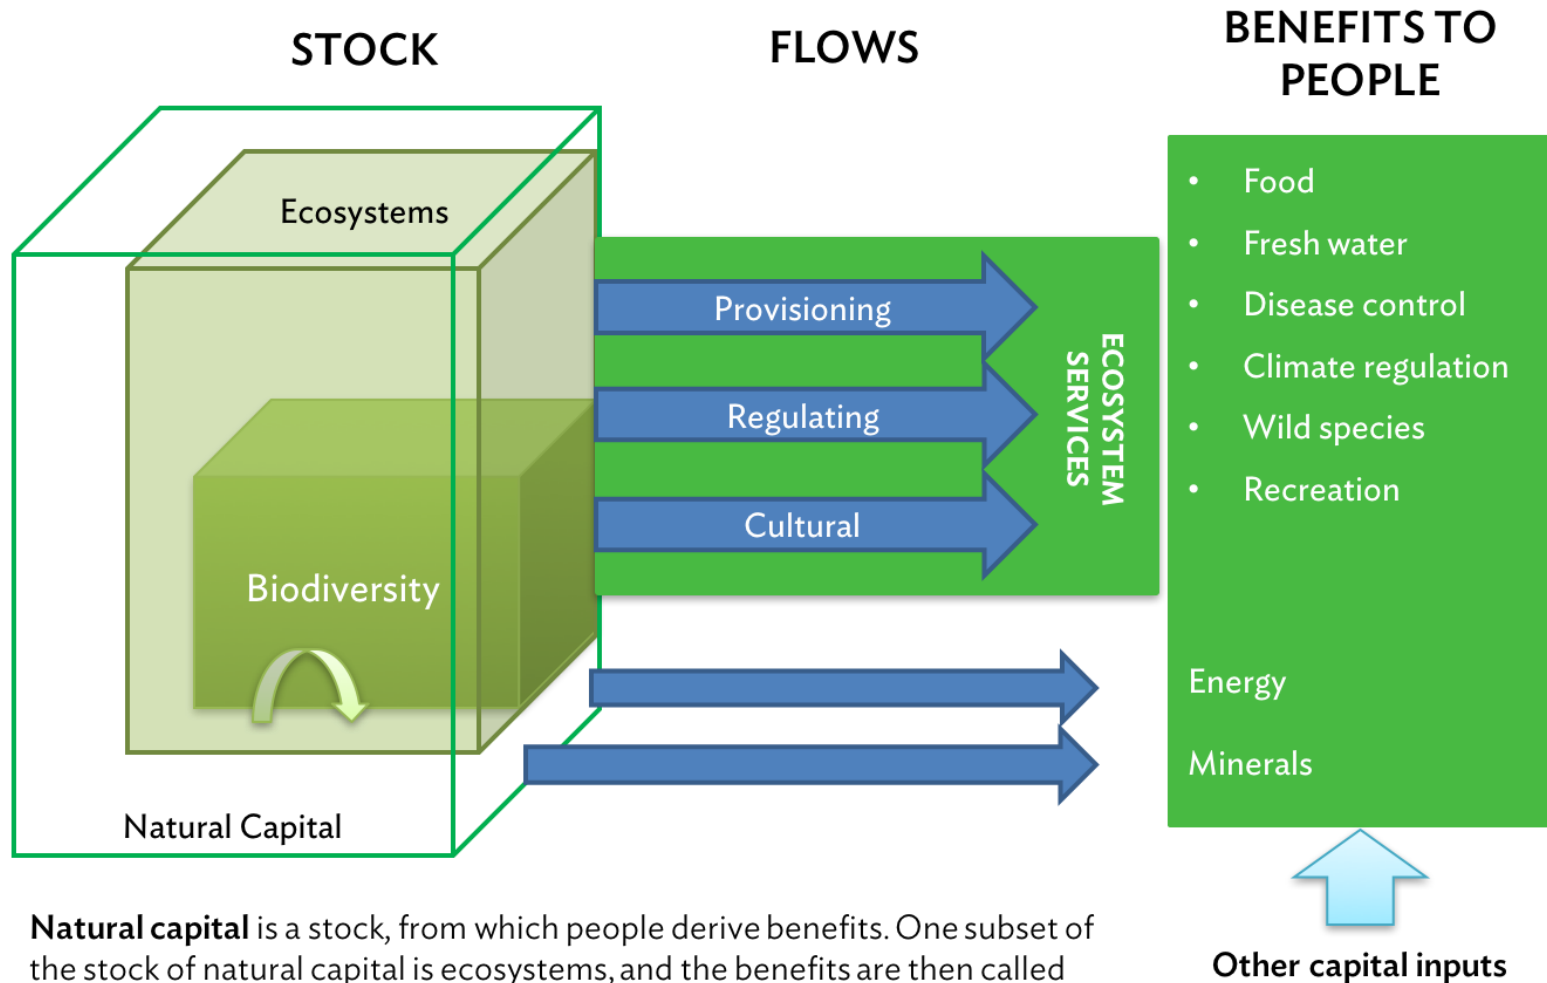 STOCK
FLOWS
BENEFITS TO
PEOPLE
Ecosystems
Biodiversity
Natural Capital
Provisioning
Regulating
Cultural
ECOSYSTEM
SERVICES
• Food
• Fresh water
• Disease control
• Climate regulation
• Wild species
• Recreation
Energy
Minerals
Natural capital is a stock, from which people derive benefits. One subset of
the stock of natural capital is ecosystems, and the benefits are then called
Other capital inputs